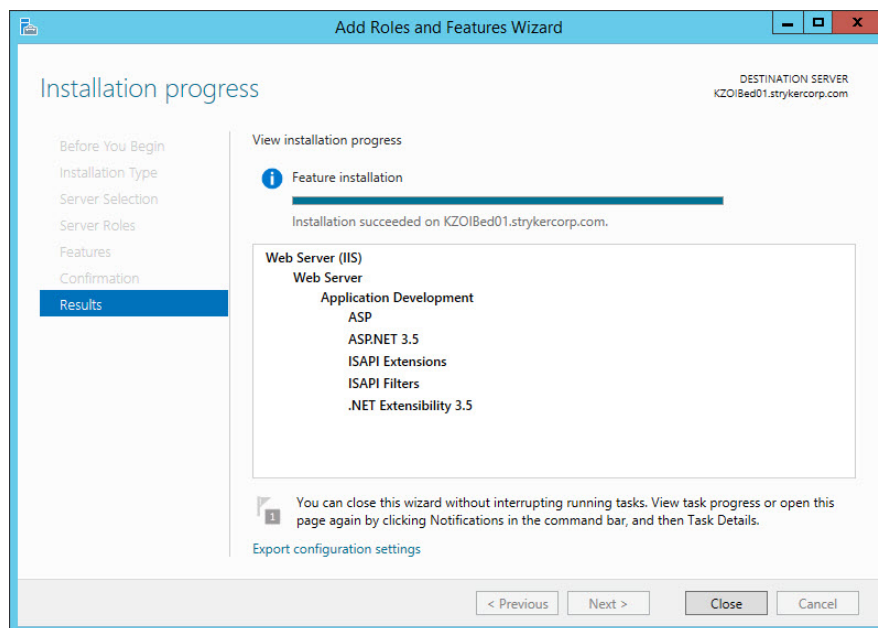 Add Roles and Features Wizard
Installation progress
DESTINATION SERVER
KZOIBed01.strykercorp.com
Before You Begin
Installation Type
Server Selection
Server Roles
Features
Confirmation
Results
View installation progress
Feature installation
Installation succeeded on KZOIBed01.strykercorp.com.
Web Server (IIS)
Web Server
Application Development
ASP
ASP.NET 3.5
ISAPI Extensions
ISAPI Filters
.NET Extensibility 3.5
1
You can close this wizard without interrupting running tasks. View task progress or open this
page again by clicking Notifications in the command bar, and then Task Details.
Export configuration settings
< Previous
Next >
Close
Cancel